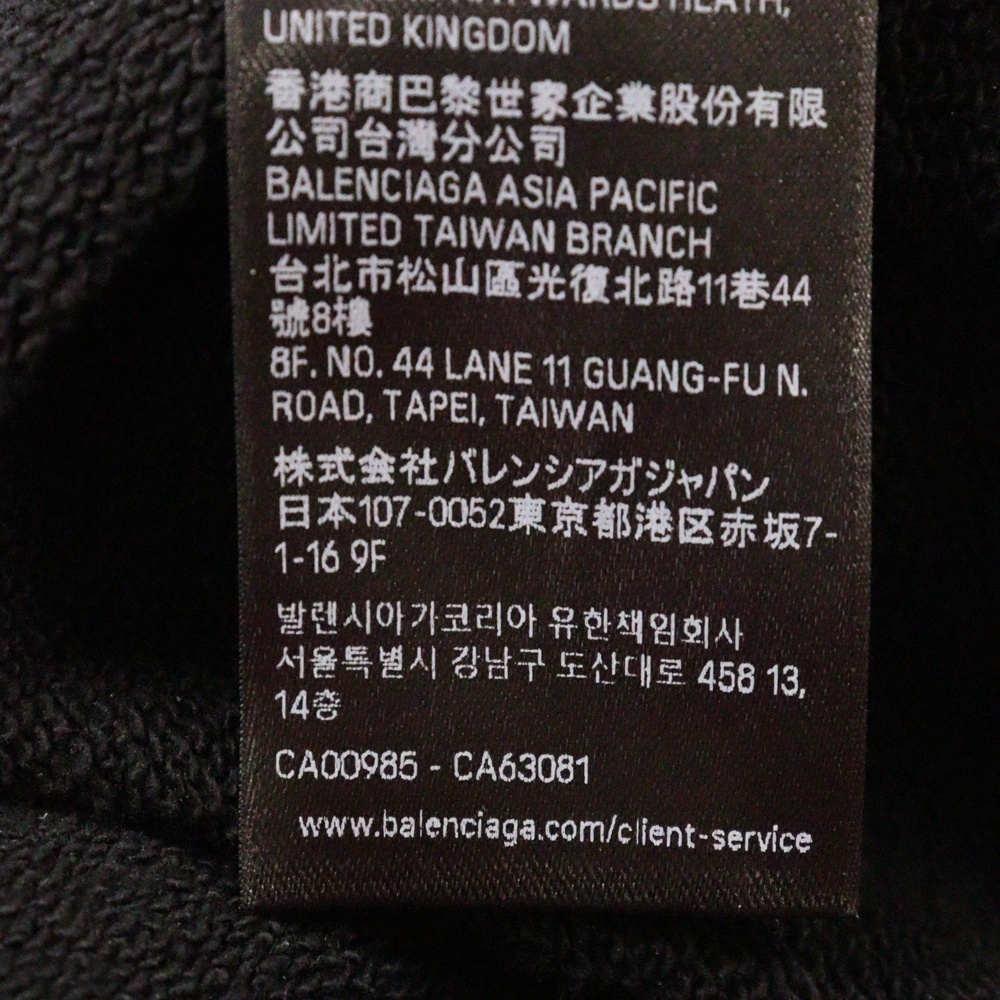 HEATH,
UNITED KINGDOM
香港商巴黎世家企業股份有限
公司台灣分公司
BALENCIAGA ASIA PACIFIC
LIMITED TAIWAN BRANCH
台北市松山區光復北路11巷44
號8樓
8F. NO. 44 LANE 11 GUANG-FU N.
ROAD, TAPEI, TAIWAN
株式会社バレンシアガジャパン
日本107-0052東京都港区赤坂7-
1-16 9F
발렌시아가코리아 유한책임회사
서울특별시 강남구 도산대로 458 13,
14층
CA00985 - CA63081
www.balenciaga.com/client-service